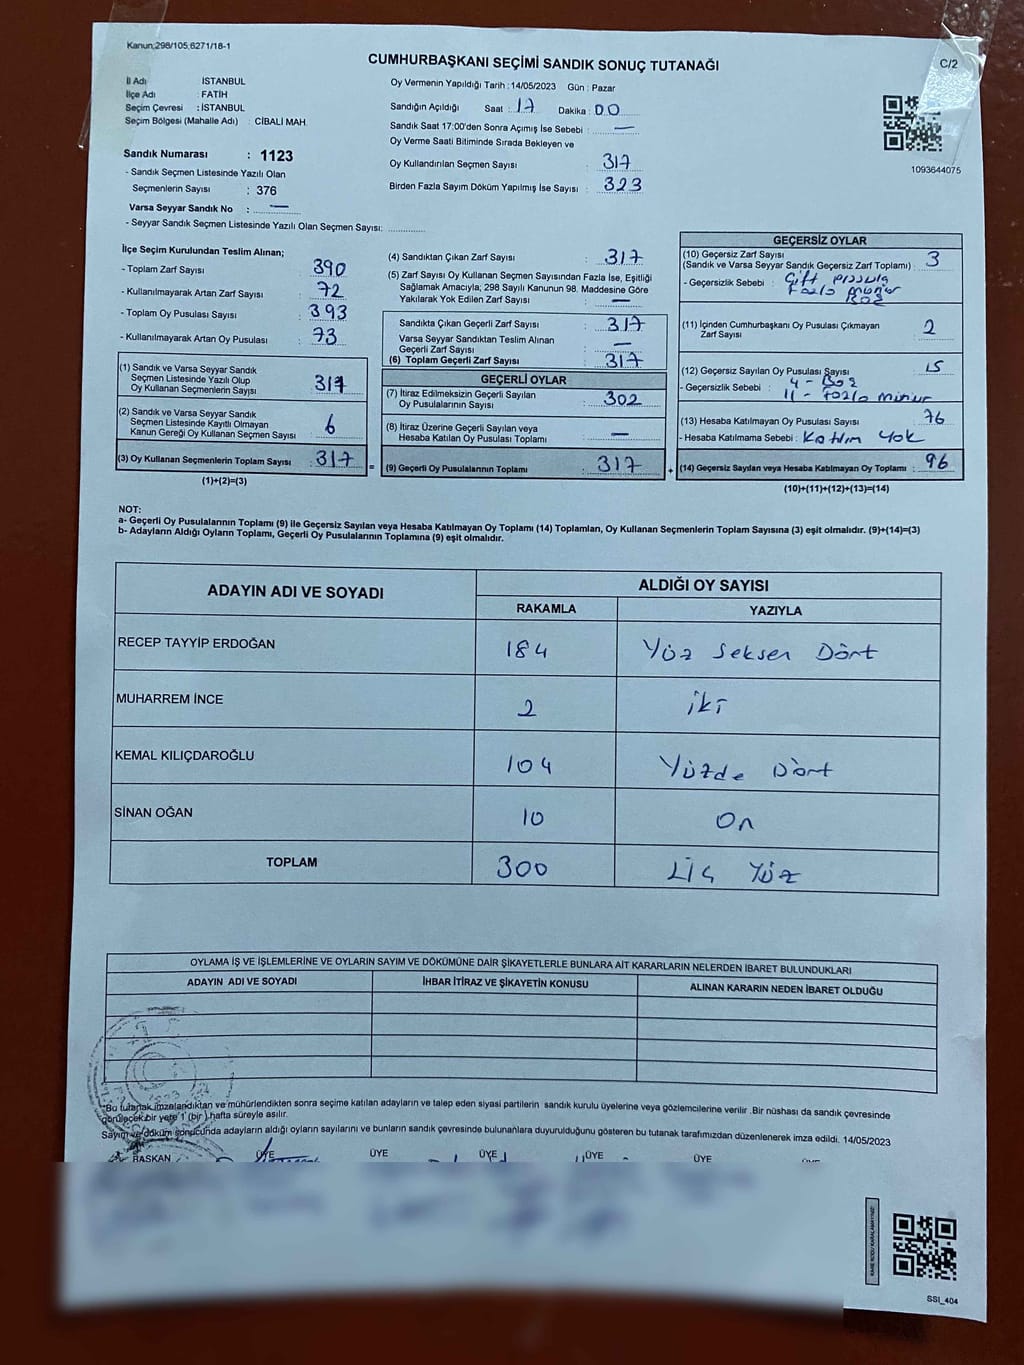 Kanun;298/105;6271/18-1
C/2
CUMHURBAŞKANI SEÇİMİ SANDIK SONUÇ TUTANAĞI
İl Adı İSTANBUL
İlçe Adı : FATİH
Seçim Çevresi : İSTANBUL
Seçim Bölgesi (Mahalle Adı) : CİBALİ MAH.
Sandık Numarası : 1123
- Sandık Seçmen Listesinde Yazılı Olan
Seçmenlerin Sayısı : 376
Varsa Seyyar Sandık No : —
- Seyyar Sandık Seçmen Listesinde Yazılı Olan Seçmen Sayısı: ..............
Oy Vermenin Yapıldığı Tarih : 14/05/2023 Gün : Pazar
Sandığın Açıldığı Saat : 17 Dakika : 00
Sandık Saat 17:00'den Sonra Açımış İse Sebebi : —
Oy Verme Saati Bitiminde Sırada Bekleyen ve
Oy Kullandırılan Seçmen Sayısı : 317
Birden Fazla Sayım Döküm Yapılmış İse Sayısı : 323
1093644075
İlçe Seçim Kurulundan Teslim Alınan;
- Toplam Zarf Sayısı : 390
- Kullanılmayarak Artan Zarf Sayısı : 72
- Toplam Oy Pusulası Sayısı : 393
- Kullanılmayarak Artan Oy Pusulası : 73
(1) Sandık ve Varsa Seyyar Sandık
Seçmen Listesinde Yazılı Olup
Oy Kullanan Seçmenlerin Sayısı : 317
(2) Sandık ve Varsa Seyyar Sandık
Seçmen Listesinde Kayıtlı Olmayan
Kanun Gereği Oy Kullanan Seçmen Sayısı : 6
(3) Oy Kullanan Seçmenlerin Toplam Sayısı : 317
(1)+(2)=(3)
=
(4) Sandıktan Çıkan Zarf Sayısı : 317
(5) Zarf Sayısı Oy Kullanan Seçmen Sayısından Fazla İse, Eşitliği
Sağlamak Amacıyla; 298 Sayılı Kanunun 98. Maddesine Göre
Yakılarak Yok Edilen Zarf Sayısı : —
Sandıkta Çıkan Geçerli Zarf Sayısı : 317
Varsa Seyyar Sandıktan Teslim Alınan
Geçerli Zarf Sayısı : —
(6) Toplam Geçerli Zarf Sayısı : 317
GEÇERLİ OYLAR
(7) İtiraz Edilmeksizin Geçerli Sayılan
Oy Pusulalarının Sayısı : 302
(8) İtiraz Üzerine Geçerli Sayılan veya
Hesaba Katılan Oy Pusulası Toplamı : —
(9) Geçerli Oy Pusulalarının Toplamı : 317
+
GEÇERSİZ OYLAR
(10) Geçersiz Zarf Sayısı
(Sandık ve Varsa Seyyar Sandık Geçersiz Zarf Toplamı) : 3
- Geçersizlik Sebebi : Çift pusula
Fazla mühür
Boş
(11) İçinden Cumhurbaşkanı Oy Pusulası Çıkmayan
Zarf Sayısı : 2
(12) Geçersiz Sayılan Oy Pusulası Sayısı : 15
- Geçersizlik Sebebi : 4 - Boş
11 - Fazla mühür
(13) Hesaba Katılmayan Oy Pusulası Sayısı : 76
- Hesaba Katılmama Sebebi : Katılım Yok
(14) Geçersiz Sayılan veya Hesaba Katılmayan Oy Toplamı : 96
(10)+(11)+(12)+(13)=(14)
NOT:
a- Geçerli Oy Pusulalarının Toplamı (9) ile Geçersiz Sayılan veya Hesaba Katılmayan Oy Toplamı (14) Toplamları, Oy Kullanan Seçmenlerin Toplam Sayısına (3) eşit olmalıdır. (9)+(14)=(3)
b- Adayların Aldığı Oyların Toplamı, Geçerli Oy Pusulalarının Toplamına (9) eşit olmalıdır.
ADAYIN ADI VE SOYADI
ALDIĞI OY SAYISI
RAKAMLA YAZIYLA
RECEP TAYYİP ERDOĞAN 184 Yüz Seksen Dört
MUHARREM İNCE 2 iki
KEMAL KILIÇDAROĞLU 104 Yüzde Dört
SİNAN OĞAN 10 On
TOPLAM 300 Üç Yüz
OYLAMA İŞ VE İŞLEMLERİNE VE OYLARIN SAYIM VE DÖKÜMÜNE DAİR ŞİKAYETLERLE BUNLARA AİT KARARLARIN NELERDEN İBARET BULUNDUKLARI
ADAYIN ADI VE SOYADI İHBAR İTİRAZ VE ŞİKAYETİN KONUSU ALINAN KARARIN NEDEN İBARET OLDUĞU
*Bu tutanak imzalandıktan ve mühürlendikten sonra seçime katılan adayların ve talep eden siyasi partilerin sandık kurulu üyelerine veya gözlemcilerine verilir .Bir nüshası da sandık çevresinde
görülecek bir yere 1 (bir ) hafta süreyle asılır.
Sayım ve döküm sonucunda adayların aldığı oyların sayılarını ve bunların sandık çevresinde bulunanlara duyurulduğunu gösteren bu tutanak tarafımızdan düzenlenerek imza edildi. 14/05/2023
BAŞKAN ÜYE ÜYE ÜYE ÜYE ÜYE
SSI_404